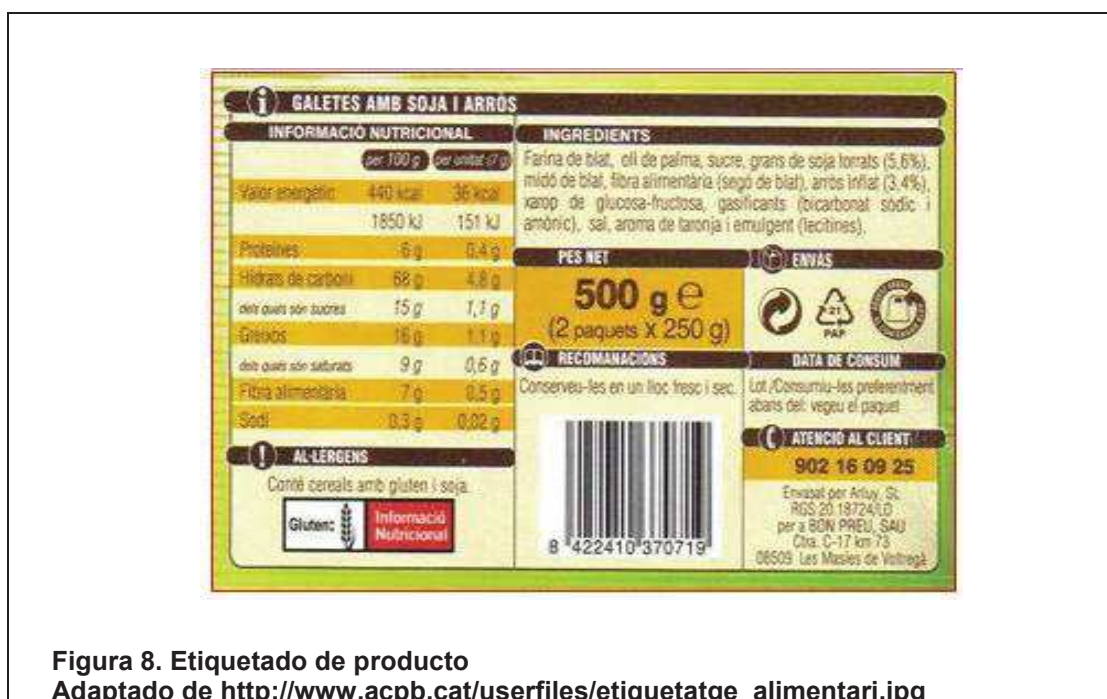 GALETES AMB SOJA I ARRÒS
INFORMACIÓ NUTRICIONAL
per 100 g per unitat (7 g)
Valor energètic 440 kcal 36 kcal
1850 kJ 151 kJ
Proteïnes 6 g 0,4 g
Hidrats de carboni 68 g 4,8 g
dels quals són sucres 15 g 1,1 g
Greixos 16 g 1,1 g
dels quals són saturats 9 g 0,6 g
Fibra alimentària 7 g 0,5 g
Sodi 0,3 g 0,02 g
AL·LÈRGENS
Conté cereals amb gluten i soja.
Gluten:
Informació
Nutricional
INGREDIENTS
Farina de blat, oli de palma, sucre, grans de soja torrats (5,6%),
midó de blat, fibra alimentària (segó de blat), arròs inflat (3,4%),
xarop de glucosa-fructosa, gasificants (bicarbonat sòdic i
amònic), sal, aroma de taronja i emulgent (lecitines).
PES NET
500 g e
(2 paquets X 250 g)
RECOMANACIONS
Conserveu-les en un lloc fresc i sec.
8 422410 370719
ENVÀS
21
PAP
DATA DE CONSUM
Lot /Consumiu-les preferentment
abans del: vegeu el paquet
ATENCIÓ AL CLIENT
902 16 09 25
Envasat per Arluy, SL
RGS 20.18724/LO
per a BON PREU, SAU
Ctra. C-17 km 73
08509 Les Masies de Voltregà
Figura 8. Etiquetado de producto
Adaptado de http://www.acpb.cat/userfiles/etiquetatge_alimentari.jpg